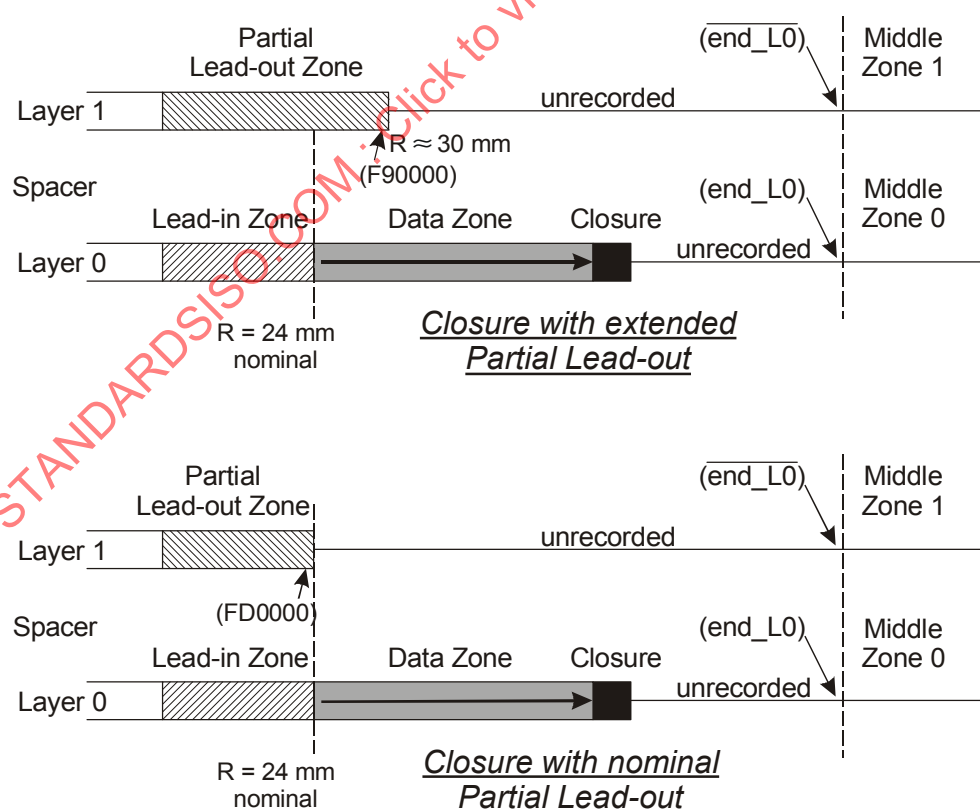 Partial
Lead-out Zone
(end_L0)
Middle
Zone 1
Layer 1
unrecorded
R ≈ 30 mm
(F90000)
Spacer
(end_L0)
Middle
Zone 0
Lead-in Zone
Data Zone
Closure
Layer 0
unrecorded
R = 24 mm
nominal
Closure with extended
Partial Lead-out
Partial
Lead-out Zone
(end_L0)
Middle
Zone 1
Layer 1
unrecorded
(FD0000)
Spacer
(end_L0)
Middle
Zone 0
Lead-in Zone
Data Zone
Closure
Layer 0
unrecorded
R = 24 mm
nominal
Closure with nominal
Partial Lead-out
STANDARDSISO.COM : Click to